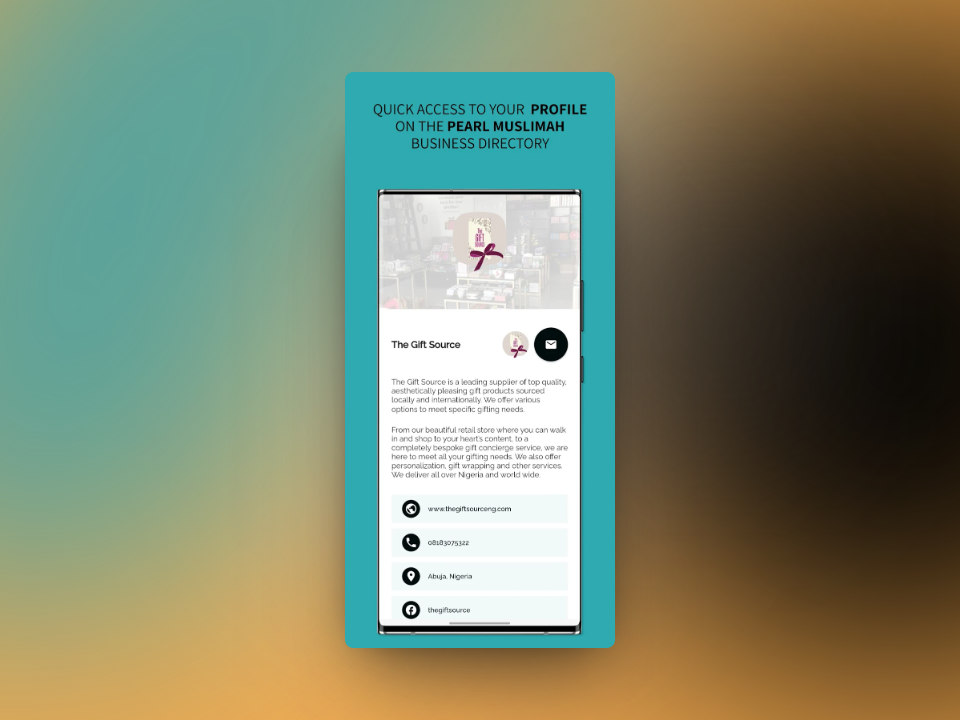 QUICK ACCESS TO YOUR PROFILE
ON THE PEARL MUSLIMAH
BUSINESS DIRECTORY
The Gift Source
The Gift Source is a leading supplier of top quality,
aesthetically pleasing gift products sourced
locally and internationally. We offer various
options to meet specific gifting needs.
From our beautiful retail store where you can walk
in and shop to your heart's content, to a
completely bespoke gift concierge service, we are
here to meet all your gifting needs. We also offer
personalization, gift wrapping and other services.
We deliver all over Nigeria and world wide.
www.thegiftsourceng.com
08183075322
Abuja, Nigeria
thegiftsource